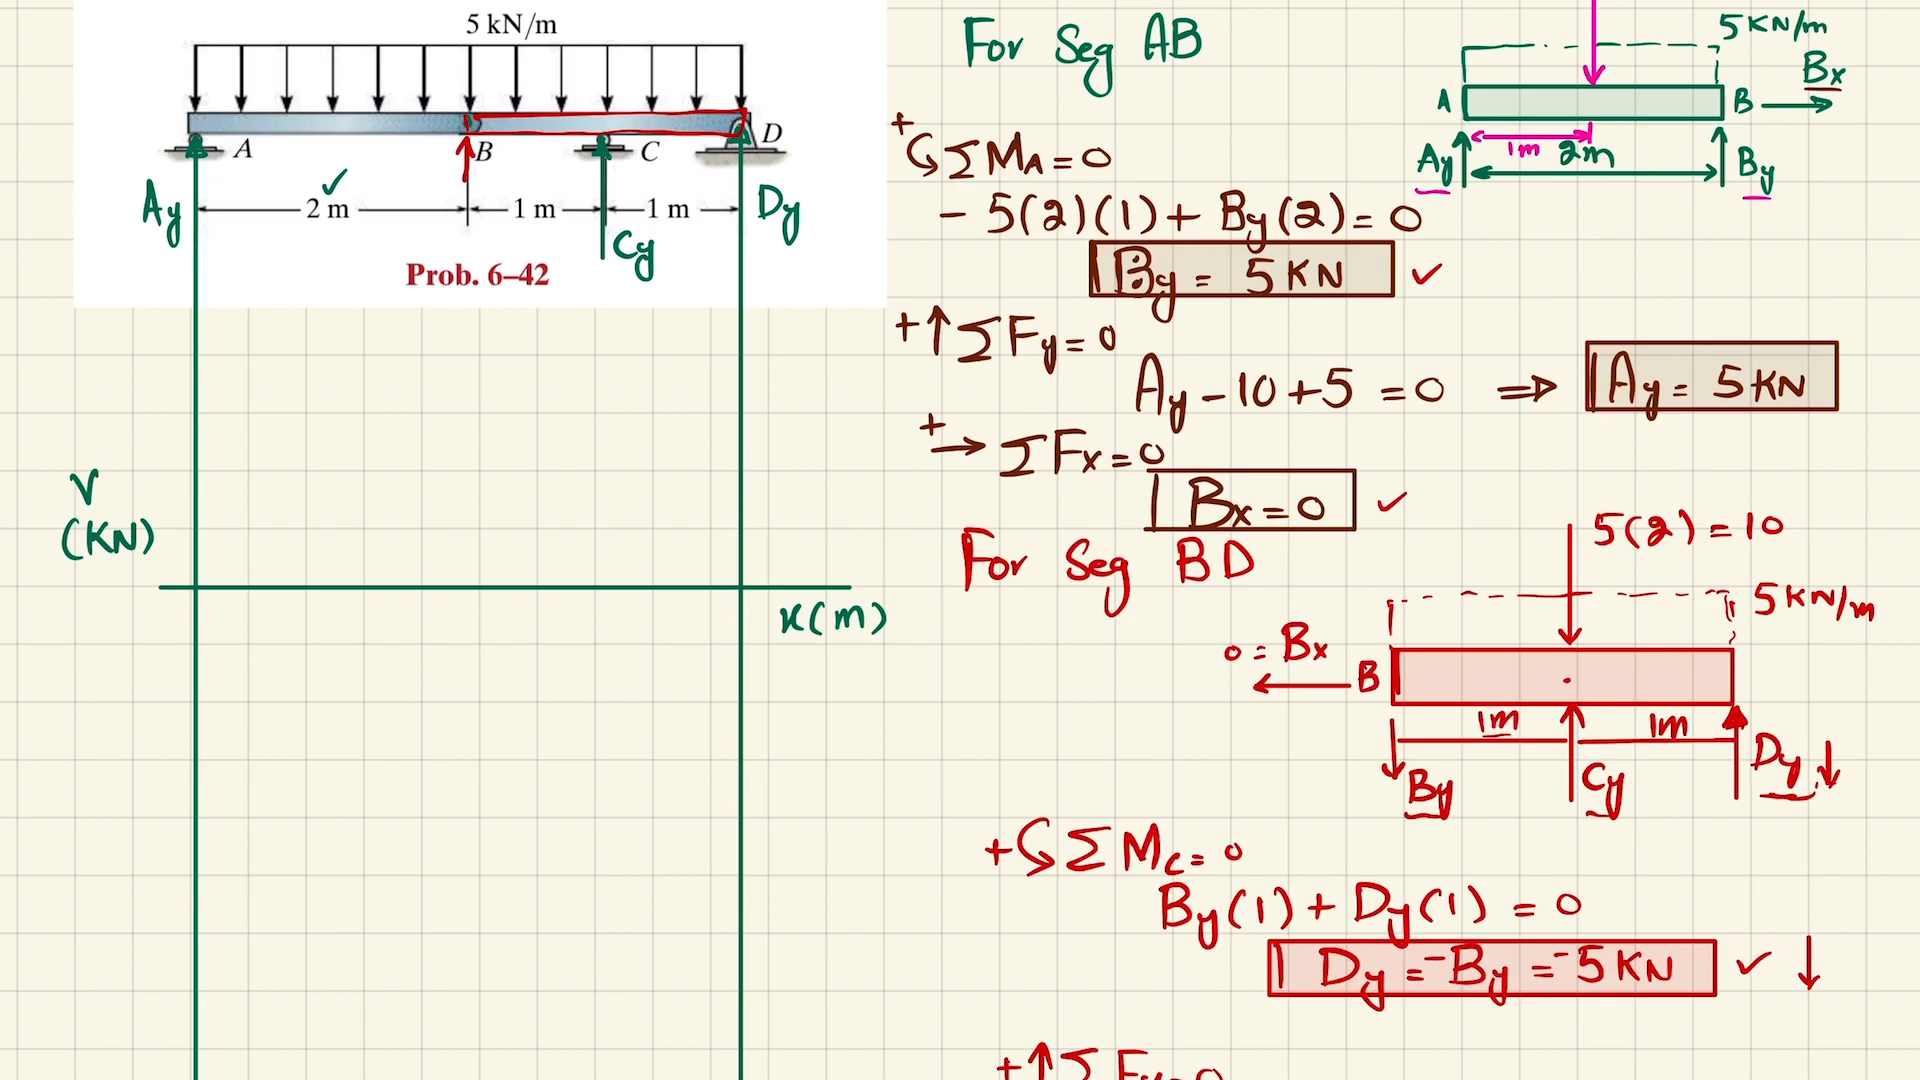 5 kN/m
A
B
C
D
Ay
2 m
1 m
1 m
Dy
Cy
Prob. 6–42
V
(KN)
x(m)
For Seg AB
5KN/m
A
B
Bx
1m
2m
Ay
By
+ ΣMA=0
- 5(2)(1) + By(2) = 0
By = 5KN ✓
+↑ ΣFy=0
Ay - 10 + 5 = 0 ⇒ Ay = 5KN
+→ ΣFx=0
Bx = 0 ✓
For Seg BD
5(2) = 10
5KN/m
0 = Bx
B
1m
1m
By
Cy
Dy ↓
+ ΣMC=0
By(1) + Dy(1) = 0
Dy = -By = -5KN ✓ ↓
+↑ΣFy=0